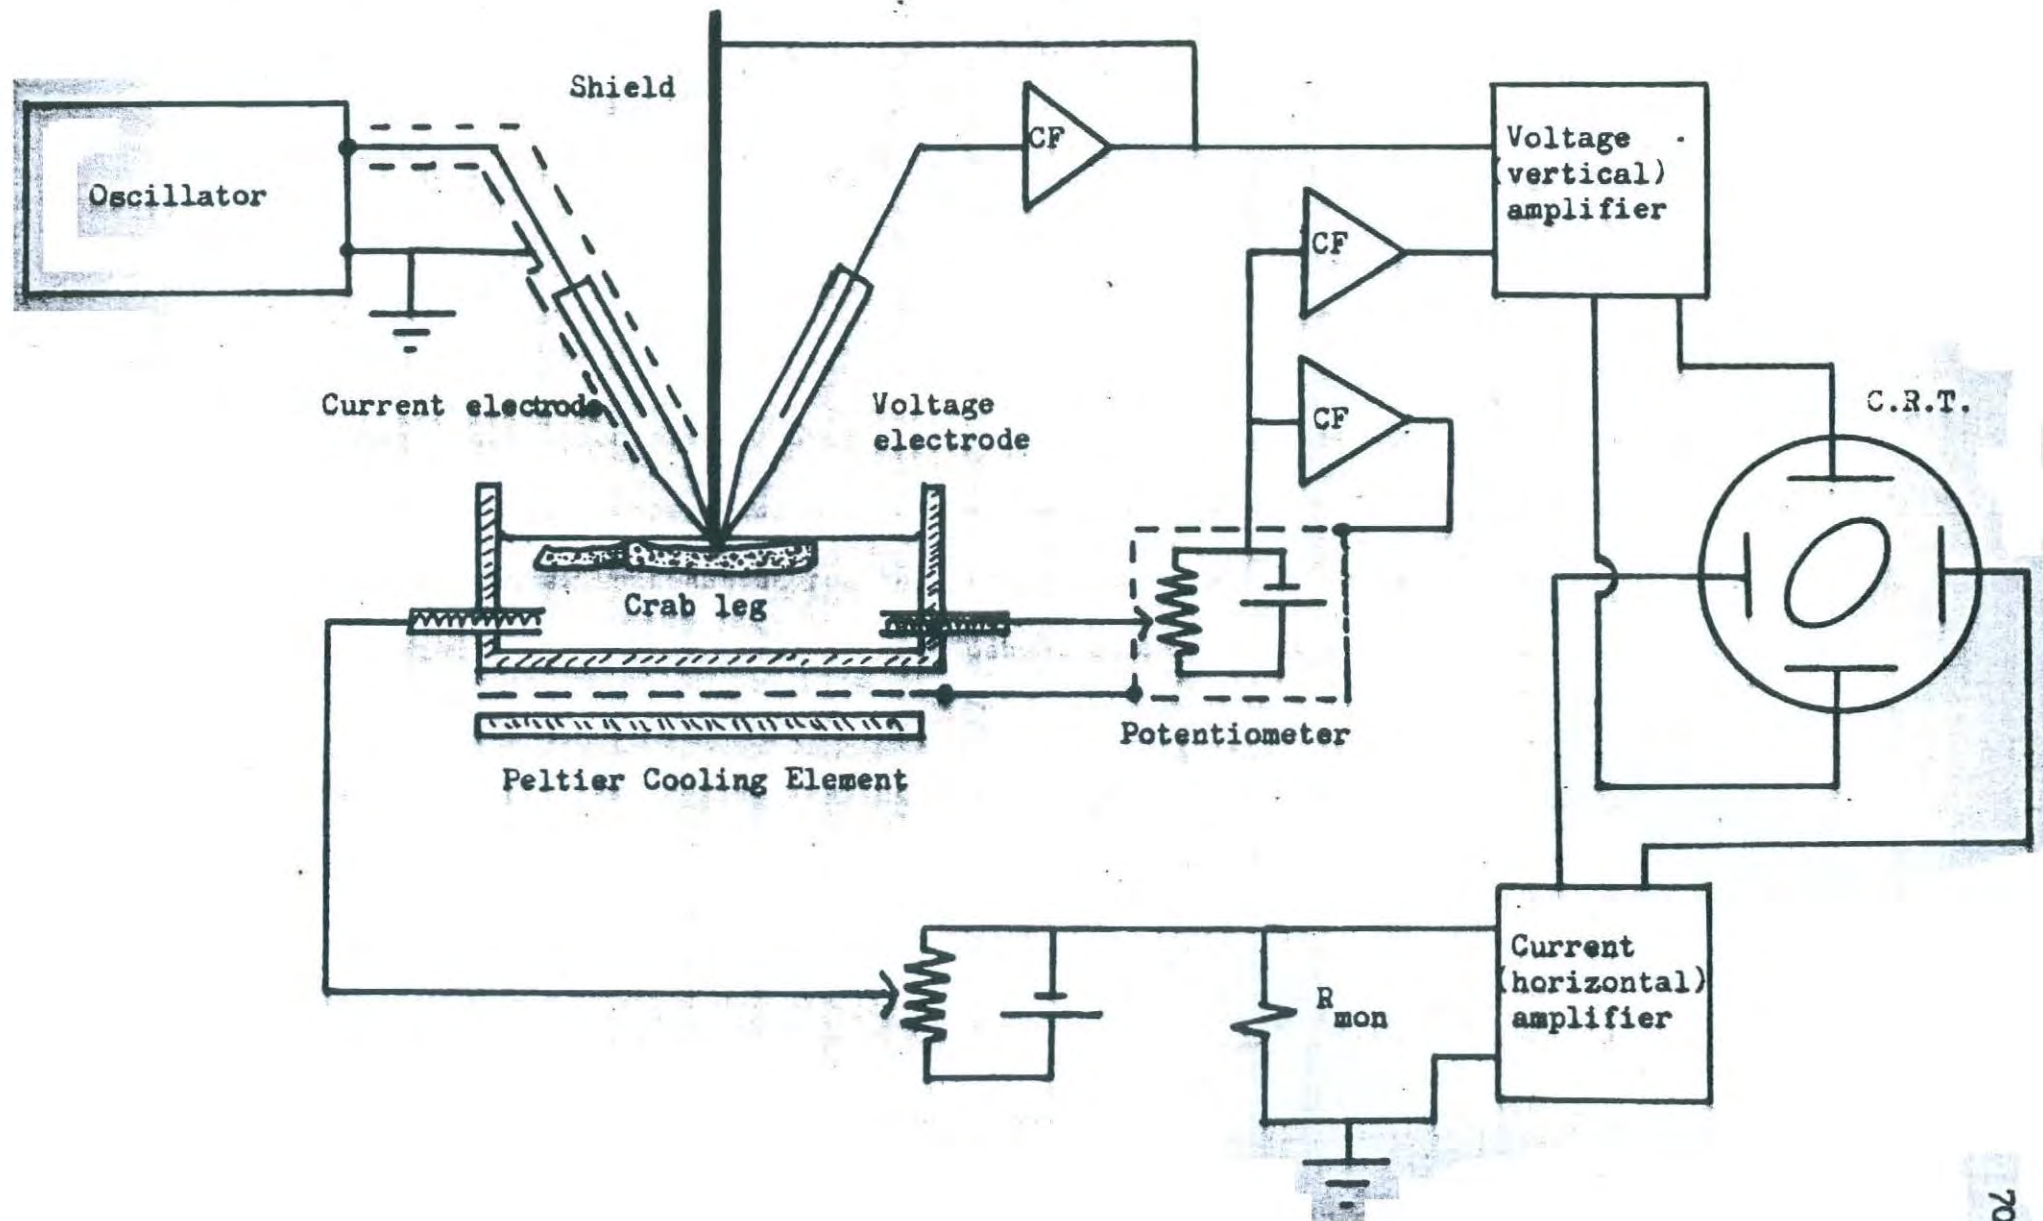 Shield
Oscillator
CF
Voltage
(vertical)
amplifier
CF
Current electrode
Voltage
electrode
CF
C.R.T.
Crab leg
Potentiometer
Peltier Cooling Element
R
mon
Current
(horizontal)
amplifier
70